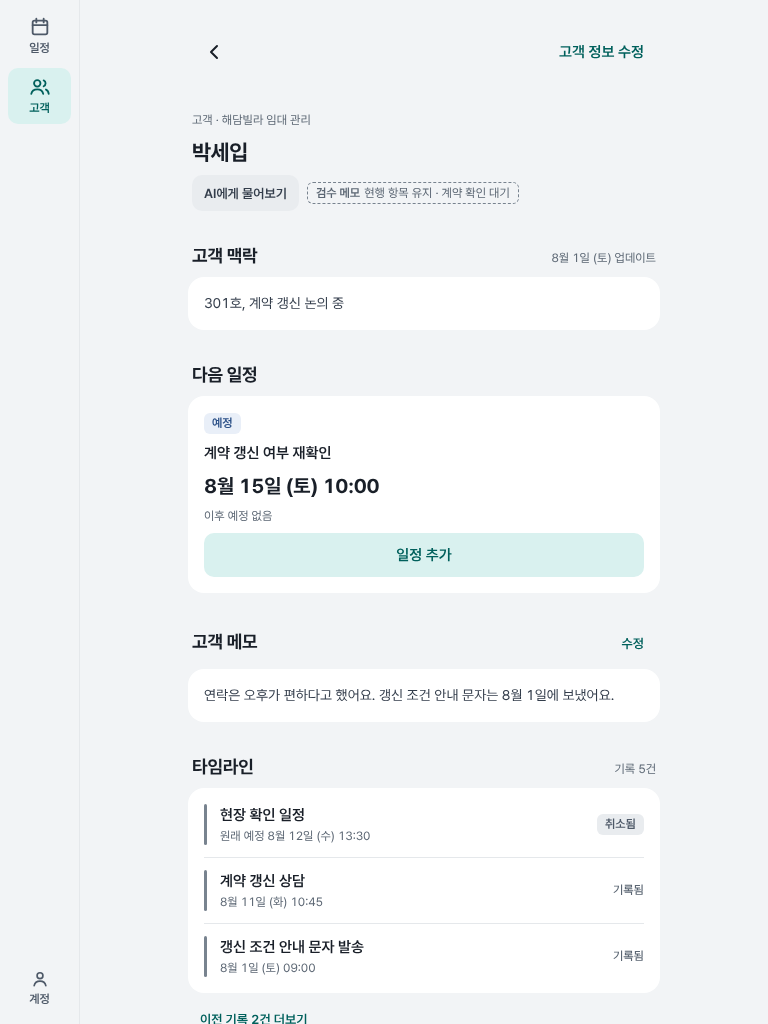 일정
고객
계정
고객 정보 수정
고객 · 해담빌라 임대 관리
박세입
AI에게 물어보기
검수 메모 현행 항목 유지 · 계약 확인 대기
고객 맥락
8월 1일 (토) 업데이트
301호, 계약 갱신 논의 중
다음 일정
예정
계약 갱신 여부 재확인
8월 15일 (토) 10:00
이후 예정 없음
일정 추가
고객 메모
수정
연락은 오후가 편하다고 했어요. 갱신 조건 안내 문자는 8월 1일에 보냈어요.
타임라인
기록 5건
현장 확인 일정
원래 예정 8월 12일 (수) 13:30
취소됨
계약 갱신 상담
8월 11일 (화) 10:45
기록됨
갱신 조건 안내 문자 발송
8월 1일 (토) 09:00
기록됨
이전 기록 2건 더보기